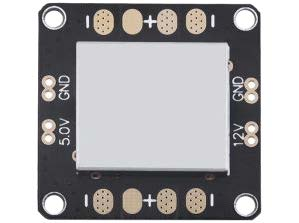 – + –
GND
5.0V
GND
12V
– + –